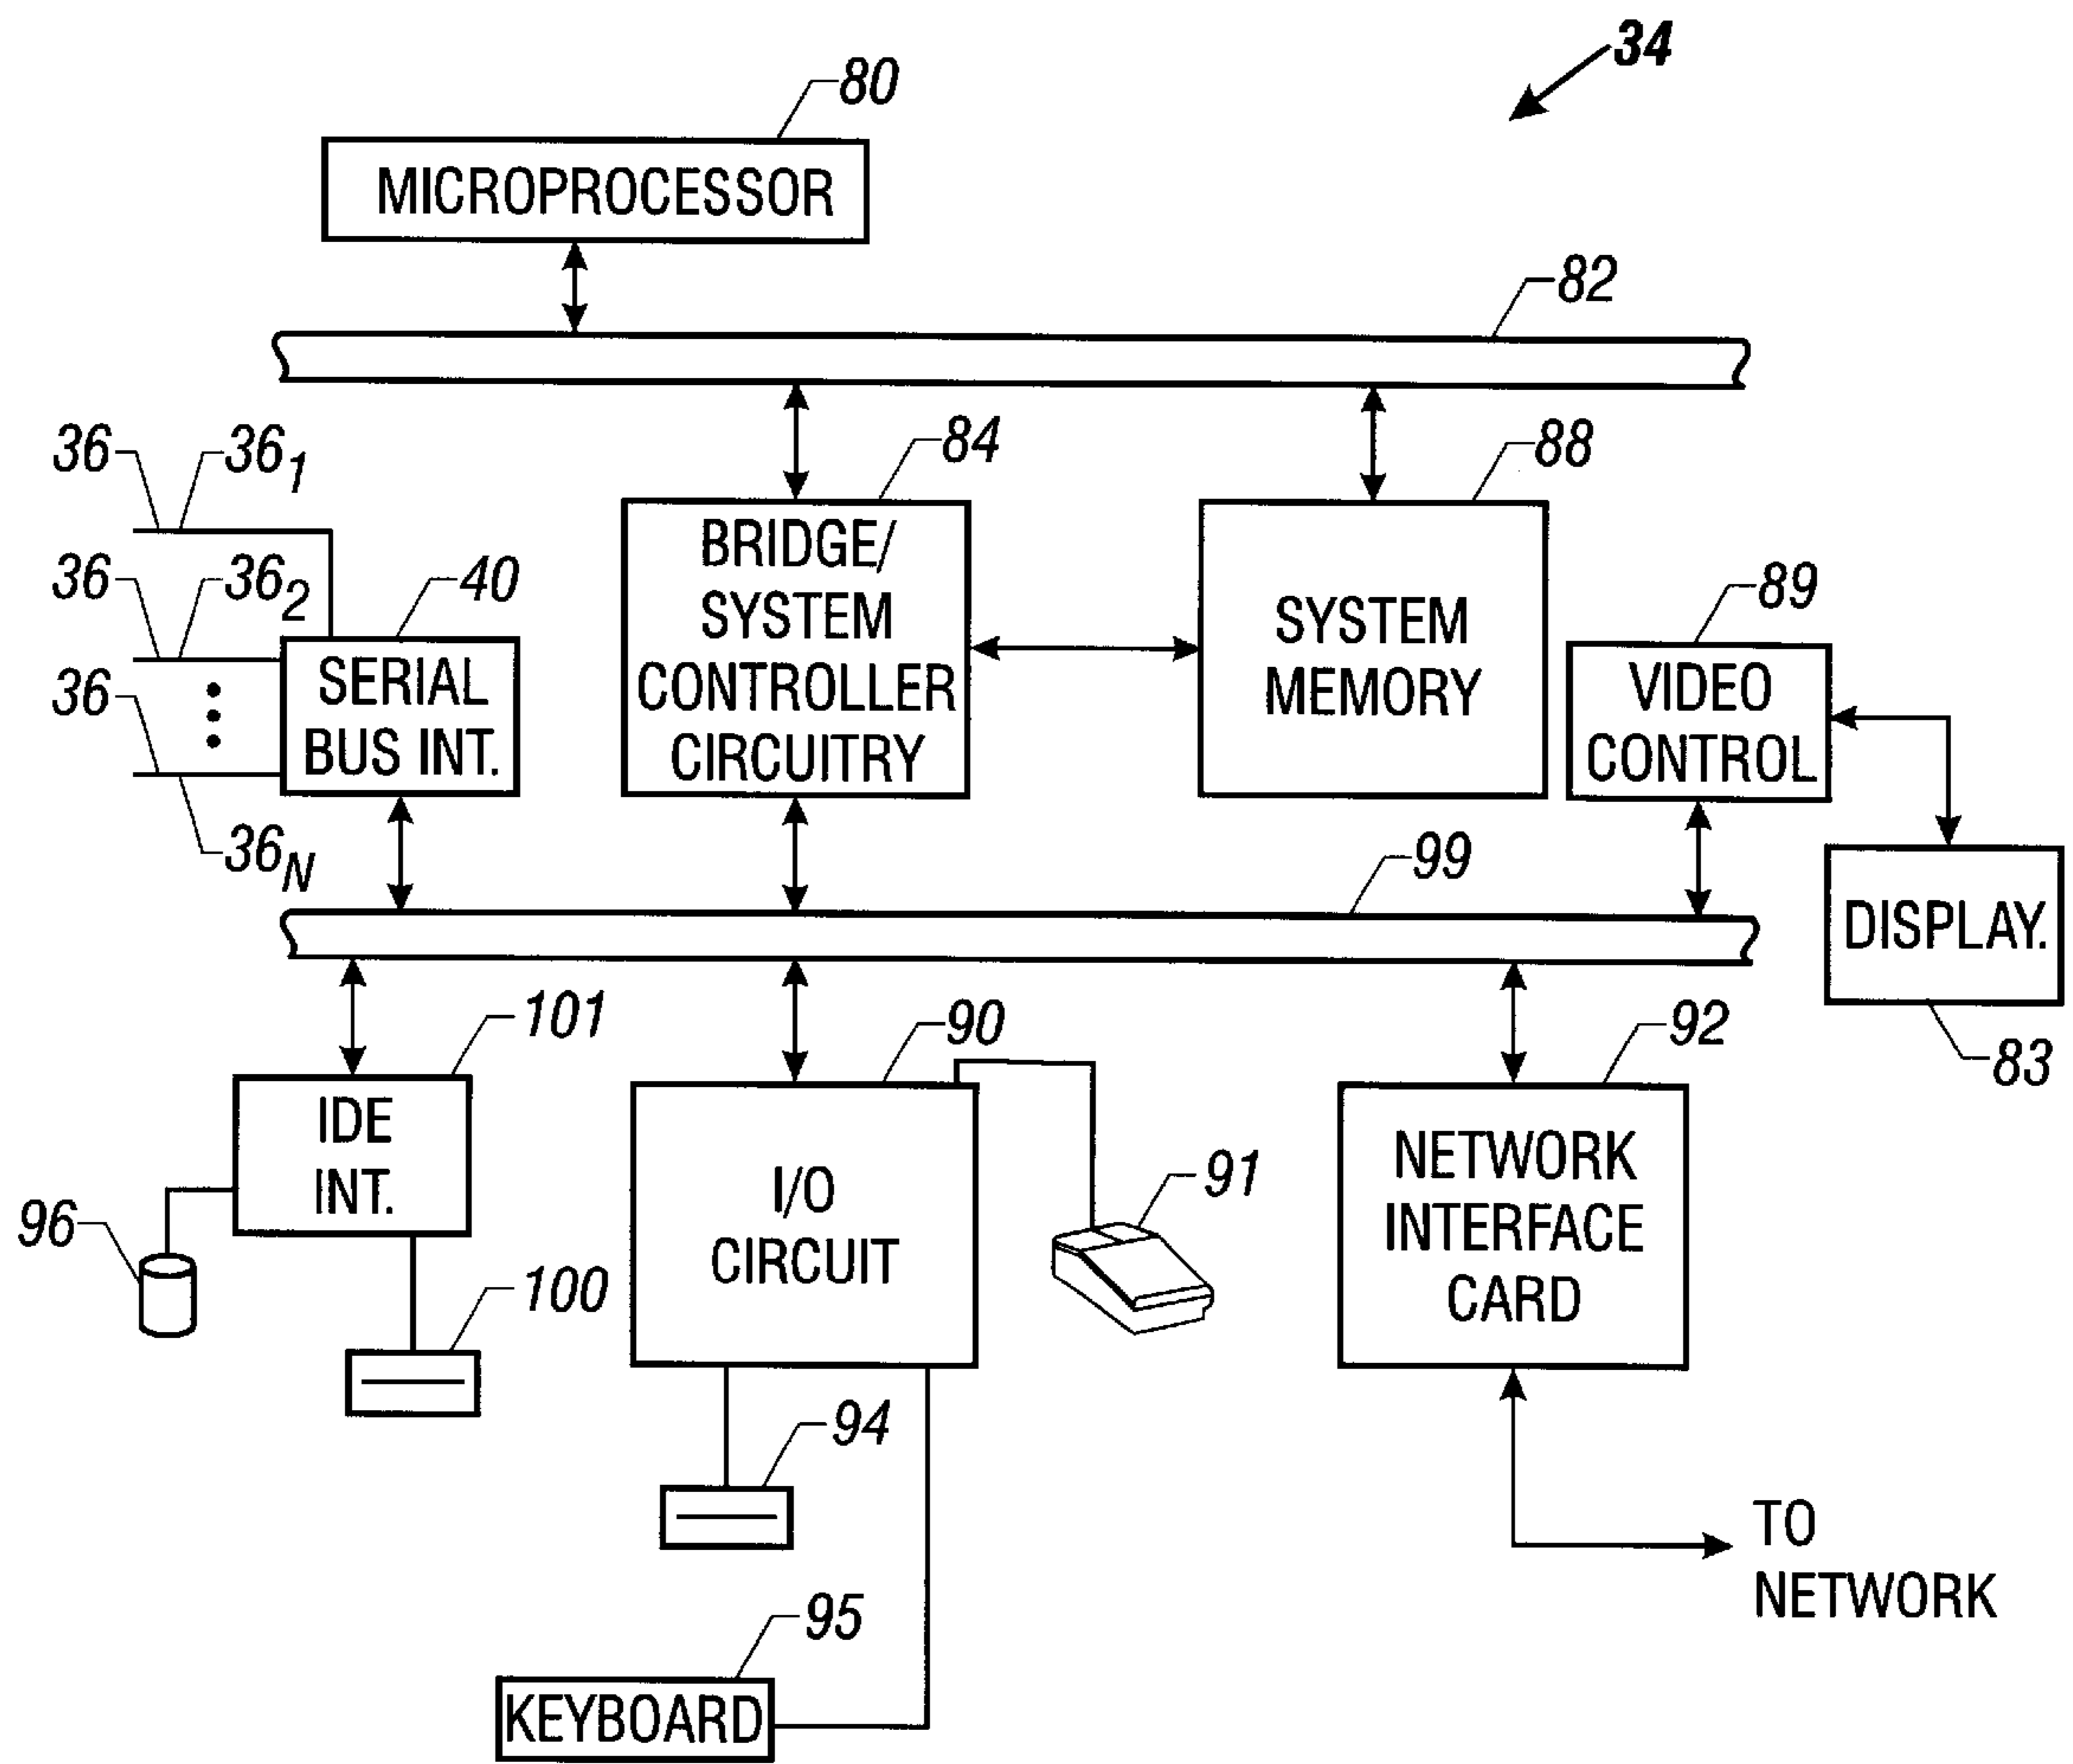 34
80
MICROPROCESSOR
82
36
36₁
84
88
36
36₂
40
BRIDGE/
SYSTEM
CONTROLLER
CIRCUITRY
SYSTEM
MEMORY
89
36
SERIAL
BUS INT.
VIDEO
CONTROL
36ₙ
99
DISPLAY.
83
101
90
92
IDE
INT.
I/O
CIRCUIT
91
NETWORK
INTERFACE
CARD
96
100
94
TO
NETWORK
95
KEYBOARD